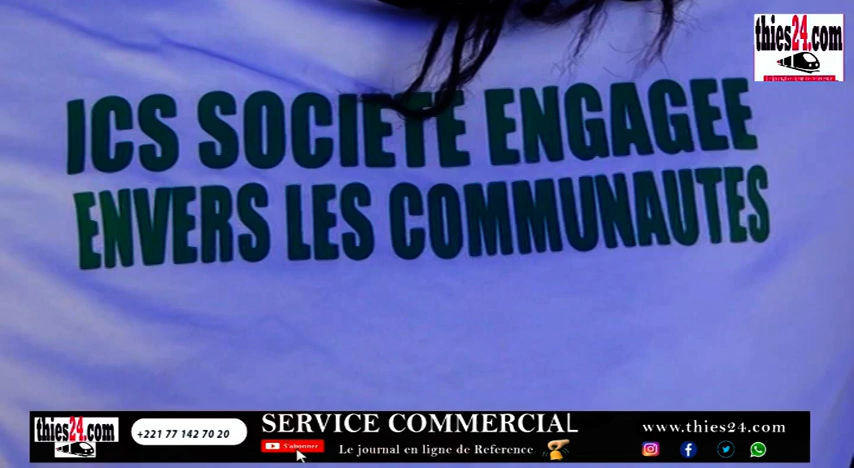 thies24.com
ICS SOCIETE ENGAGEE
ENVERS LES COMMUNAUTES
thies24.com
+221 77 142 70 20
SERVICE COMMERCIAL
S'abonner
Le journal en ligne de Reference
www.thies24.com